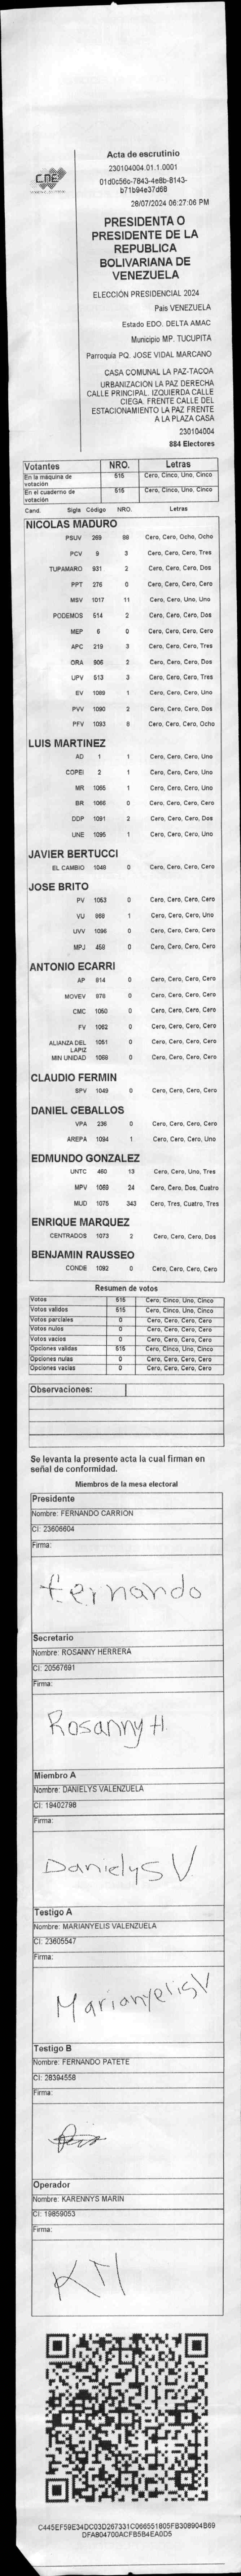 CNE
Acta de escrutinio
230104004.01.1.0001
01d0c56c-7843-4e8b-8143-
b71b94e37d66
28/07/2024 06:27:06 PM
PRESIDENTA O
PRESIDENTE DE LA
REPUBLICA
BOLIVARIANA DE
VENEZUELA
ELECCIÓN PRESIDENCIAL 2024
Pais VENEZUELA
Estado EDO. DELTA AMAC
Municipio MP. TUCUPITA
Parroquia PQ. JOSE VIDAL MARCANO
CASA COMUNAL LA PAZ-TACOA
URBANIZACIÓN LA PAZ DERECHA
CALLE PRINCIPAL. IZQUIERDA CALLE
CIEGA. FRENTE CALLE DEL
ESTACIONAMIENTO LA PAZ FRENTE
A LA PLAZA CASA
230104004
884 Electores
Votantes NRO. Letras
En la máquina de votación 515 Cero, Cinco, Uno, Cinco
En el cuaderno de votación 515 Cero, Cinco, Uno, Cinco
Cand. Sigla Código NRO. Letras
NICOLAS MADURO
PSUV 269 88 Cero, Cero, Ocho, Ocho
PCV 9 3 Cero, Cero, Cero, Tres
TUPAMARO 931 2 Cero, Cero, Cero, Dos
PPT 276 0 Cero, Cero, Cero, Cero
MSV 1017 11 Cero, Cero, Uno, Uno
PODEMOS 514 2 Cero, Cero, Cero, Dos
MEP 6 0 Cero, Cero, Cero, Cero
APC 219 3 Cero, Cero, Cero, Tres
ORA 906 2 Cero, Cero, Cero, Dos
UPV 613 3 Cero, Cero, Cero, Tres
EV 1089 1 Cero, Cero, Cero, Uno
PVV 1090 2 Cero, Cero, Cero, Dos
PFV 1093 8 Cero, Cero, Cero, Ocho
LUIS MARTINEZ
AD 1 1 Cero, Cero, Cero, Uno
COPEI 2 1 Cero, Cero, Cero, Uno
MR 1055 1 Cero, Cero, Cero, Uno
BR 1066 0 Cero, Cero, Cero, Cero
DDP 1091 2 Cero, Cero, Cero, Dos
UNE 1095 1 Cero, Cero, Cero, Uno
JAVIER BERTUCCI
EL CAMBIO 1048 0 Cero, Cero, Cero, Cero
JOSE BRITO
PV 1053 0 Cero, Cero, Cero, Cero
VU 969 1 Cero, Cero, Cero, Uno
UVV 1096 0 Cero, Cero, Cero, Cero
MPJ 458 0 Cero, Cero, Cero, Cero
ANTONIO ECARRI
AP 914 0 Cero, Cero, Cero, Cero
MOVEV 976 0 Cero, Cero, Cero, Cero
CMC 1050 0 Cero, Cero, Cero, Cero
FV 1062 0 Cero, Cero, Cero, Cero
ALIANZA DEL LAPIZ 1051 0 Cero, Cero, Cero, Cero
MIN UNIDAD 1068 0 Cero, Cero, Cero, Cero
CLAUDIO FERMIN
SPV 1049 0 Cero, Cero, Cero, Cero
DANIEL CEBALLOS
VPA 236 0 Cero, Cero, Cero, Cero
AREPA 1094 1 Cero, Cero, Cero, Uno
EDMUNDO GONZALEZ
UNTC 460 13 Cero, Cero, Uno, Tres
MPV 1069 24 Cero, Cero, Dos, Cuatro
MUD 1075 343 Cero, Tres, Cuatro, Tres
ENRIQUE MARQUEZ
CENTRADOS 1073 2 Cero, Cero, Cero, Dos
BENJAMIN RAUSSEO
CONDE 1092 0 Cero, Cero, Cero, Cero
Resumen de votos
Votos 515 Cero, Cinco, Uno, Cinco
Votos validos 515 Cero, Cinco, Uno, Cinco
Votos parciales 0 Cero, Cero, Cero, Cero
Votos nulos 0 Cero, Cero, Cero, Cero
Votos vacios 0 Cero, Cero, Cero, Cero
Opciones validas 515 Cero, Cinco, Uno, Cinco
Opciones nulas 0 Cero, Cero, Cero, Cero
Opciones vacias 0 Cero, Cero, Cero, Cero
Observaciones:
Se levanta la presente acta la cual firman en
señal de conformidad.
Miembros de la mesa electoral
Presidente
Nombre: FERNANDO CARRION
CI: 23606604
Firma:
Fernando
Secretario
Nombre: ROSANNY HERRERA
CI: 20567691
Firma:
Rosanny H.
Miembro A
Nombre: DANIELYS VALENZUELA
CI: 19402798
Firma:
Danielys V
Testigo A
Nombre: MARIANYELIS VALENZUELA
CI: 23605547
Firma:
Marianyelis V
Testigo B
Nombre: FERNANDO PATETE
CI: 28394558
Firma:
Operador
Nombre: KARENNYS MARIN
CI: 19859053
Firma:
KM
C445EF59E34DC03D267331C066551805FB308904B69
DFA804700ACFB5B4EA0D5